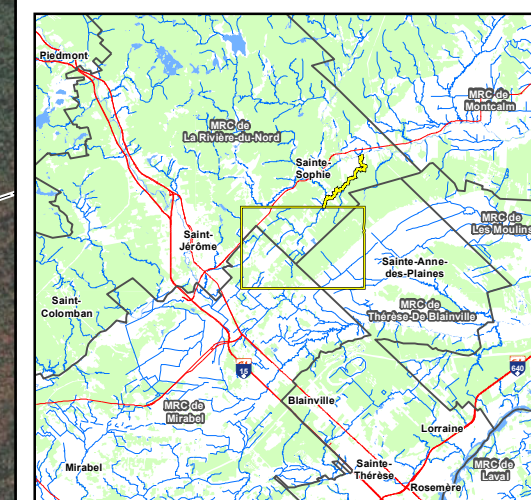 Piedmont
MRC de
Montcalm
MRC de
La Rivière-du-Nord
Sainte-
Sophie
MRC de
Les Moulins
Saint-
Jérôme
Sainte-Anne-
des-Plaines
Saint-
Colomban
MRC de
Thérèse-De Blainville
15
640
Blainville
MRC de
Mirabel
Lorraine
Mirabel
Sainte-
Thérèse
MRC de
Laval
Rosemère